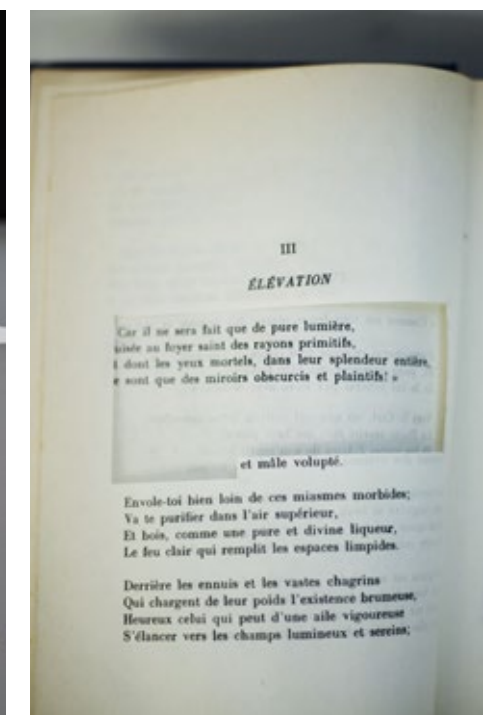 III
ÉLÉVATION
Car il ne sera fait que de pure lumière,
uisée au foyer saint des rayons primitifs,
t dont les yeux mortels, dans leur splendeur entière,
e sont que des miroirs obscurcis et plaintifs! »
et mâle volupté.
Envole-toi bien loin de ces miasmes morbides;
Va te purifier dans l'air supérieur,
Et bois, comme une pure et divine liqueur,
Le feu clair qui remplit les espaces limpides.
Derrière les ennuis et les vastes chagrins
Qui chargent de leur poids l'existence brumeuse,
Heureux celui qui peut d'une aile vigoureuse
S'élancer vers les champs lumineux et sereins;